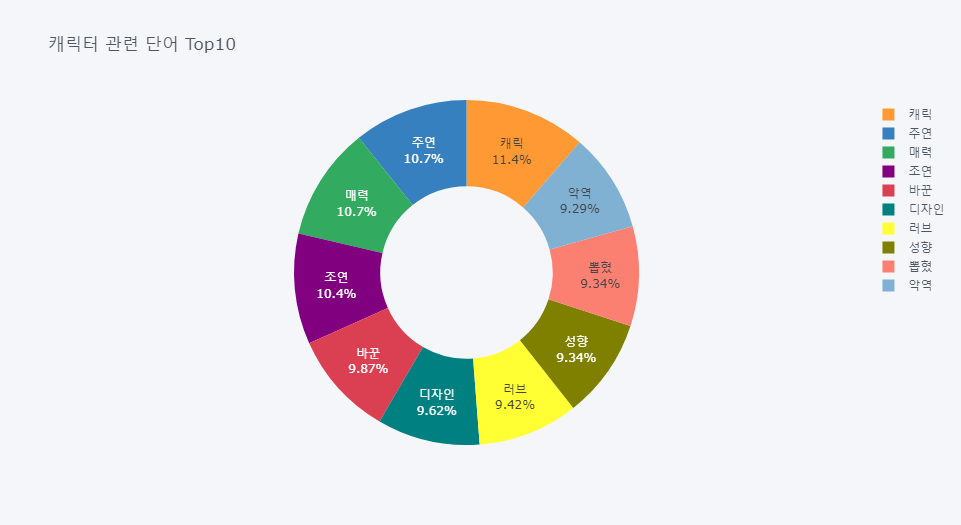 캐릭터 관련 단어 Top10
캐릭
11.4%
악역
9.29%
뽑혔
9.34%
성향
9.34%
러브
9.42%
디자인
9.62%
바꾼
9.87%
조연
10.4%
매력
10.7%
주연
10.7%
캐릭
주연
매력
조연
바꾼
디자인
러브
성향
뽑혔
악역